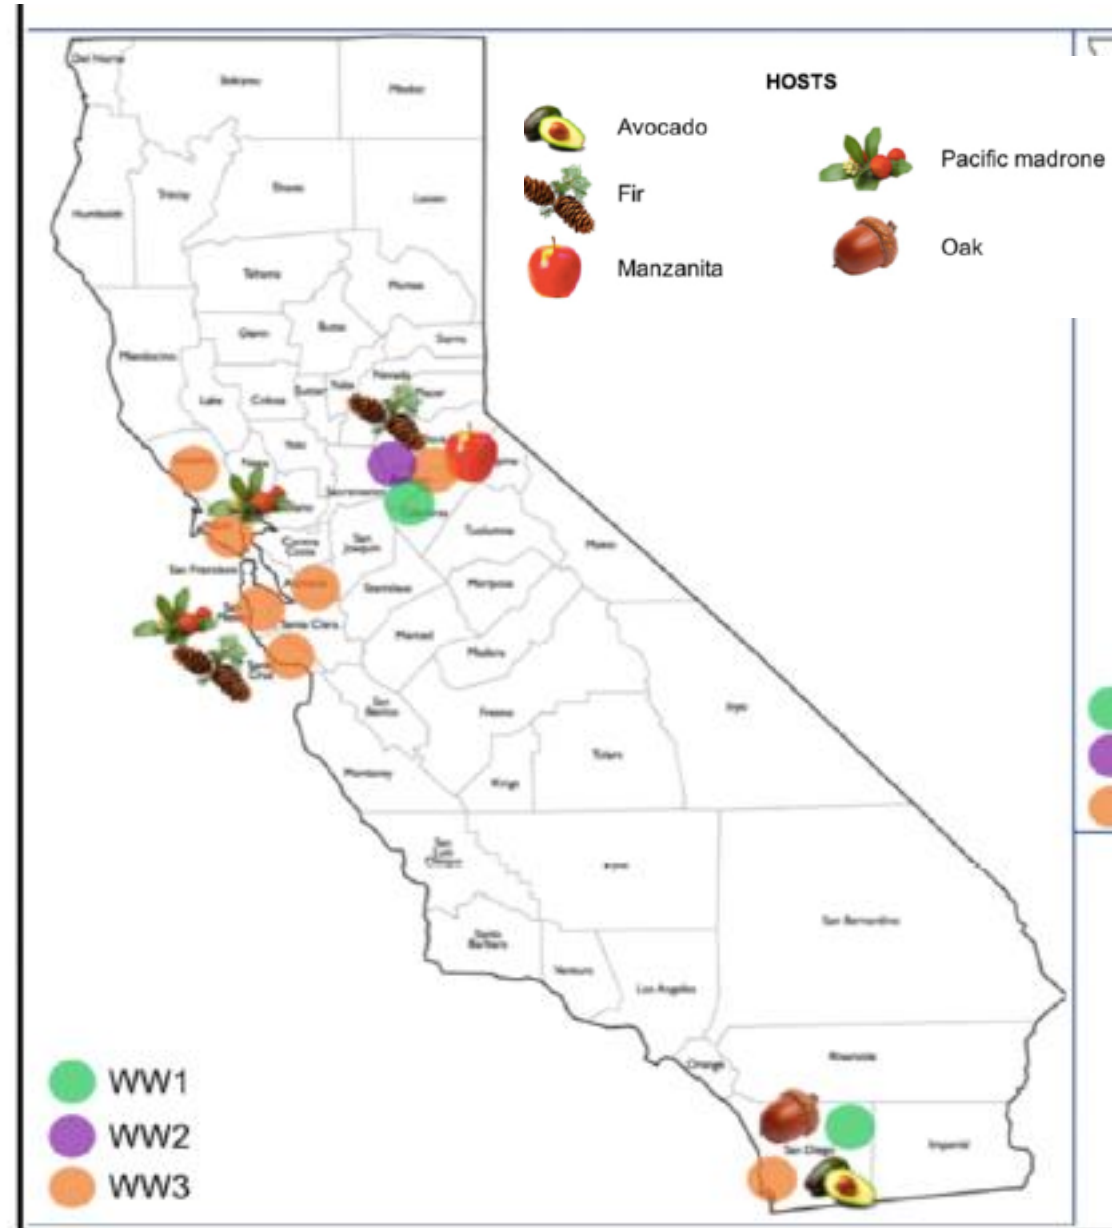 HOSTS
Avocado
Fir
Manzanita
Pacific madrone
Oak
Del Norte
Siskiyou
Modoc
Humboldt
Trinity
Shasta
Lassen
Tehama
Plumas
Mendocino
Glenn
Butte
Sierra
Lake
Colusa
Sutter
Yuba
Nevada
Placer
Yolo
Napa
Sacramento
Contra
Costa
San
Joaquin
Tuolumne
Mono
San Francisco
Stanislaus
Mariposa
Santa Clara
Merced
Madera
San
Benito
Fresno
Inyo
Monterey
Kings
Tulare
San
Luis
Obispo
San Bernardino
Santa
Barbara
Ventura
Los Angeles
Orange
Riverside
San Diego
Imperial
WW1
WW2
WW3